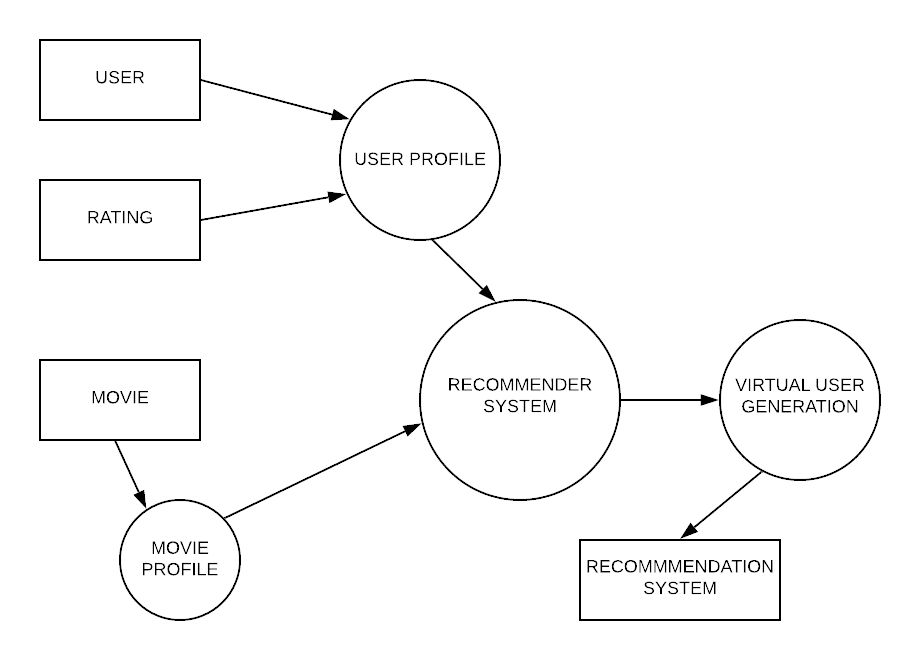 USER
USER PROFILE
RATING
MOVIE
RECOMMENDER
SYSTEM
VIRTUAL USER
GENERATION
MOVIE
PROFILE
RECOMMMENDATION
SYSTEM